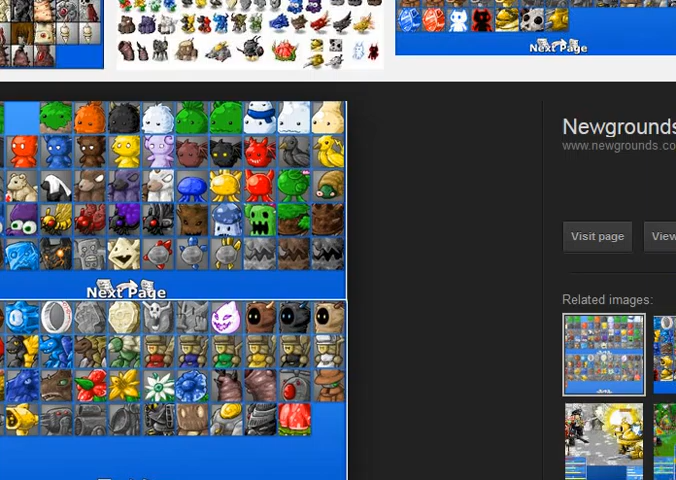 Next Page
Newgrounds
www.newgrounds.co
Visit page
View
Next Page
Related images: